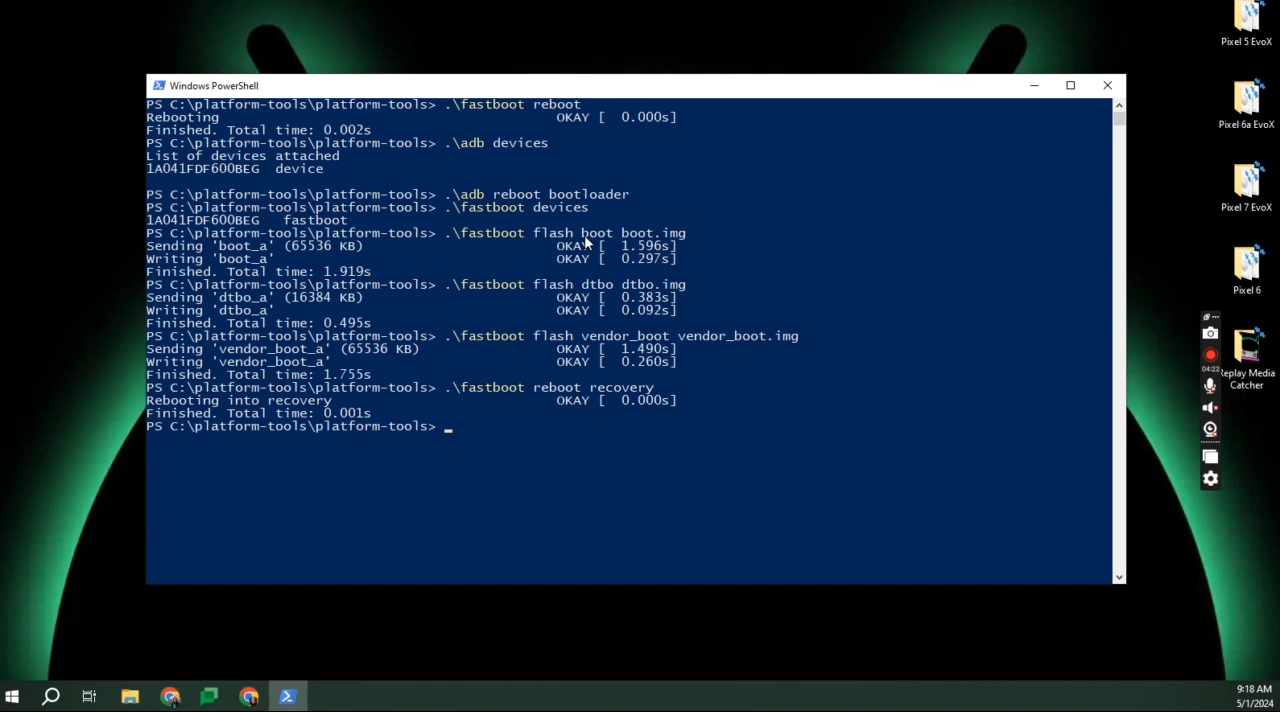 Windows PowerShell
PS C:\platform-tools\platform-tools> .\fastboot reboot
Rebooting OKAY [ 0.000s]
Finished. Total time: 0.002s
PS C:\platform-tools\platform-tools> .\adb devices
List of devices attached
1A041FDF600BEG device
PS C:\platform-tools\platform-tools> .\adb reboot bootloader
PS C:\platform-tools\platform-tools> .\fastboot devices
1A041FDF600BEG fastboot
PS C:\platform-tools\platform-tools> .\fastboot flash boot boot.img
Sending 'boot_a' (65536 KB) OKAY [ 1.596s]
Writing 'boot_a' OKAY [ 0.297s]
Finished. Total time: 1.919s
PS C:\platform-tools\platform-tools> .\fastboot flash dtbo dtbo.img
Sending 'dtbo_a' (16384 KB) OKAY [ 0.383s]
Writing 'dtbo_a' OKAY [ 0.092s]
Finished. Total time: 0.495s
PS C:\platform-tools\platform-tools> .\fastboot flash vendor_boot vendor_boot.img
Sending 'vendor_boot_a' (65536 KB) OKAY [ 1.490s]
Writing 'vendor_boot_a' OKAY [ 0.260s]
Finished. Total time: 1.755s
PS C:\platform-tools\platform-tools> .\fastboot reboot recovery
Rebooting into recovery OKAY [ 0.000s]
Finished. Total time: 0.001s
PS C:\platform-tools\platform-tools> _
Pixel 5 EvoX
Pixel 6a EvoX
Pixel 7 EvoX
Pixel 6
04:22
Replay Media
Catcher
9:18 AM
5/1/2024